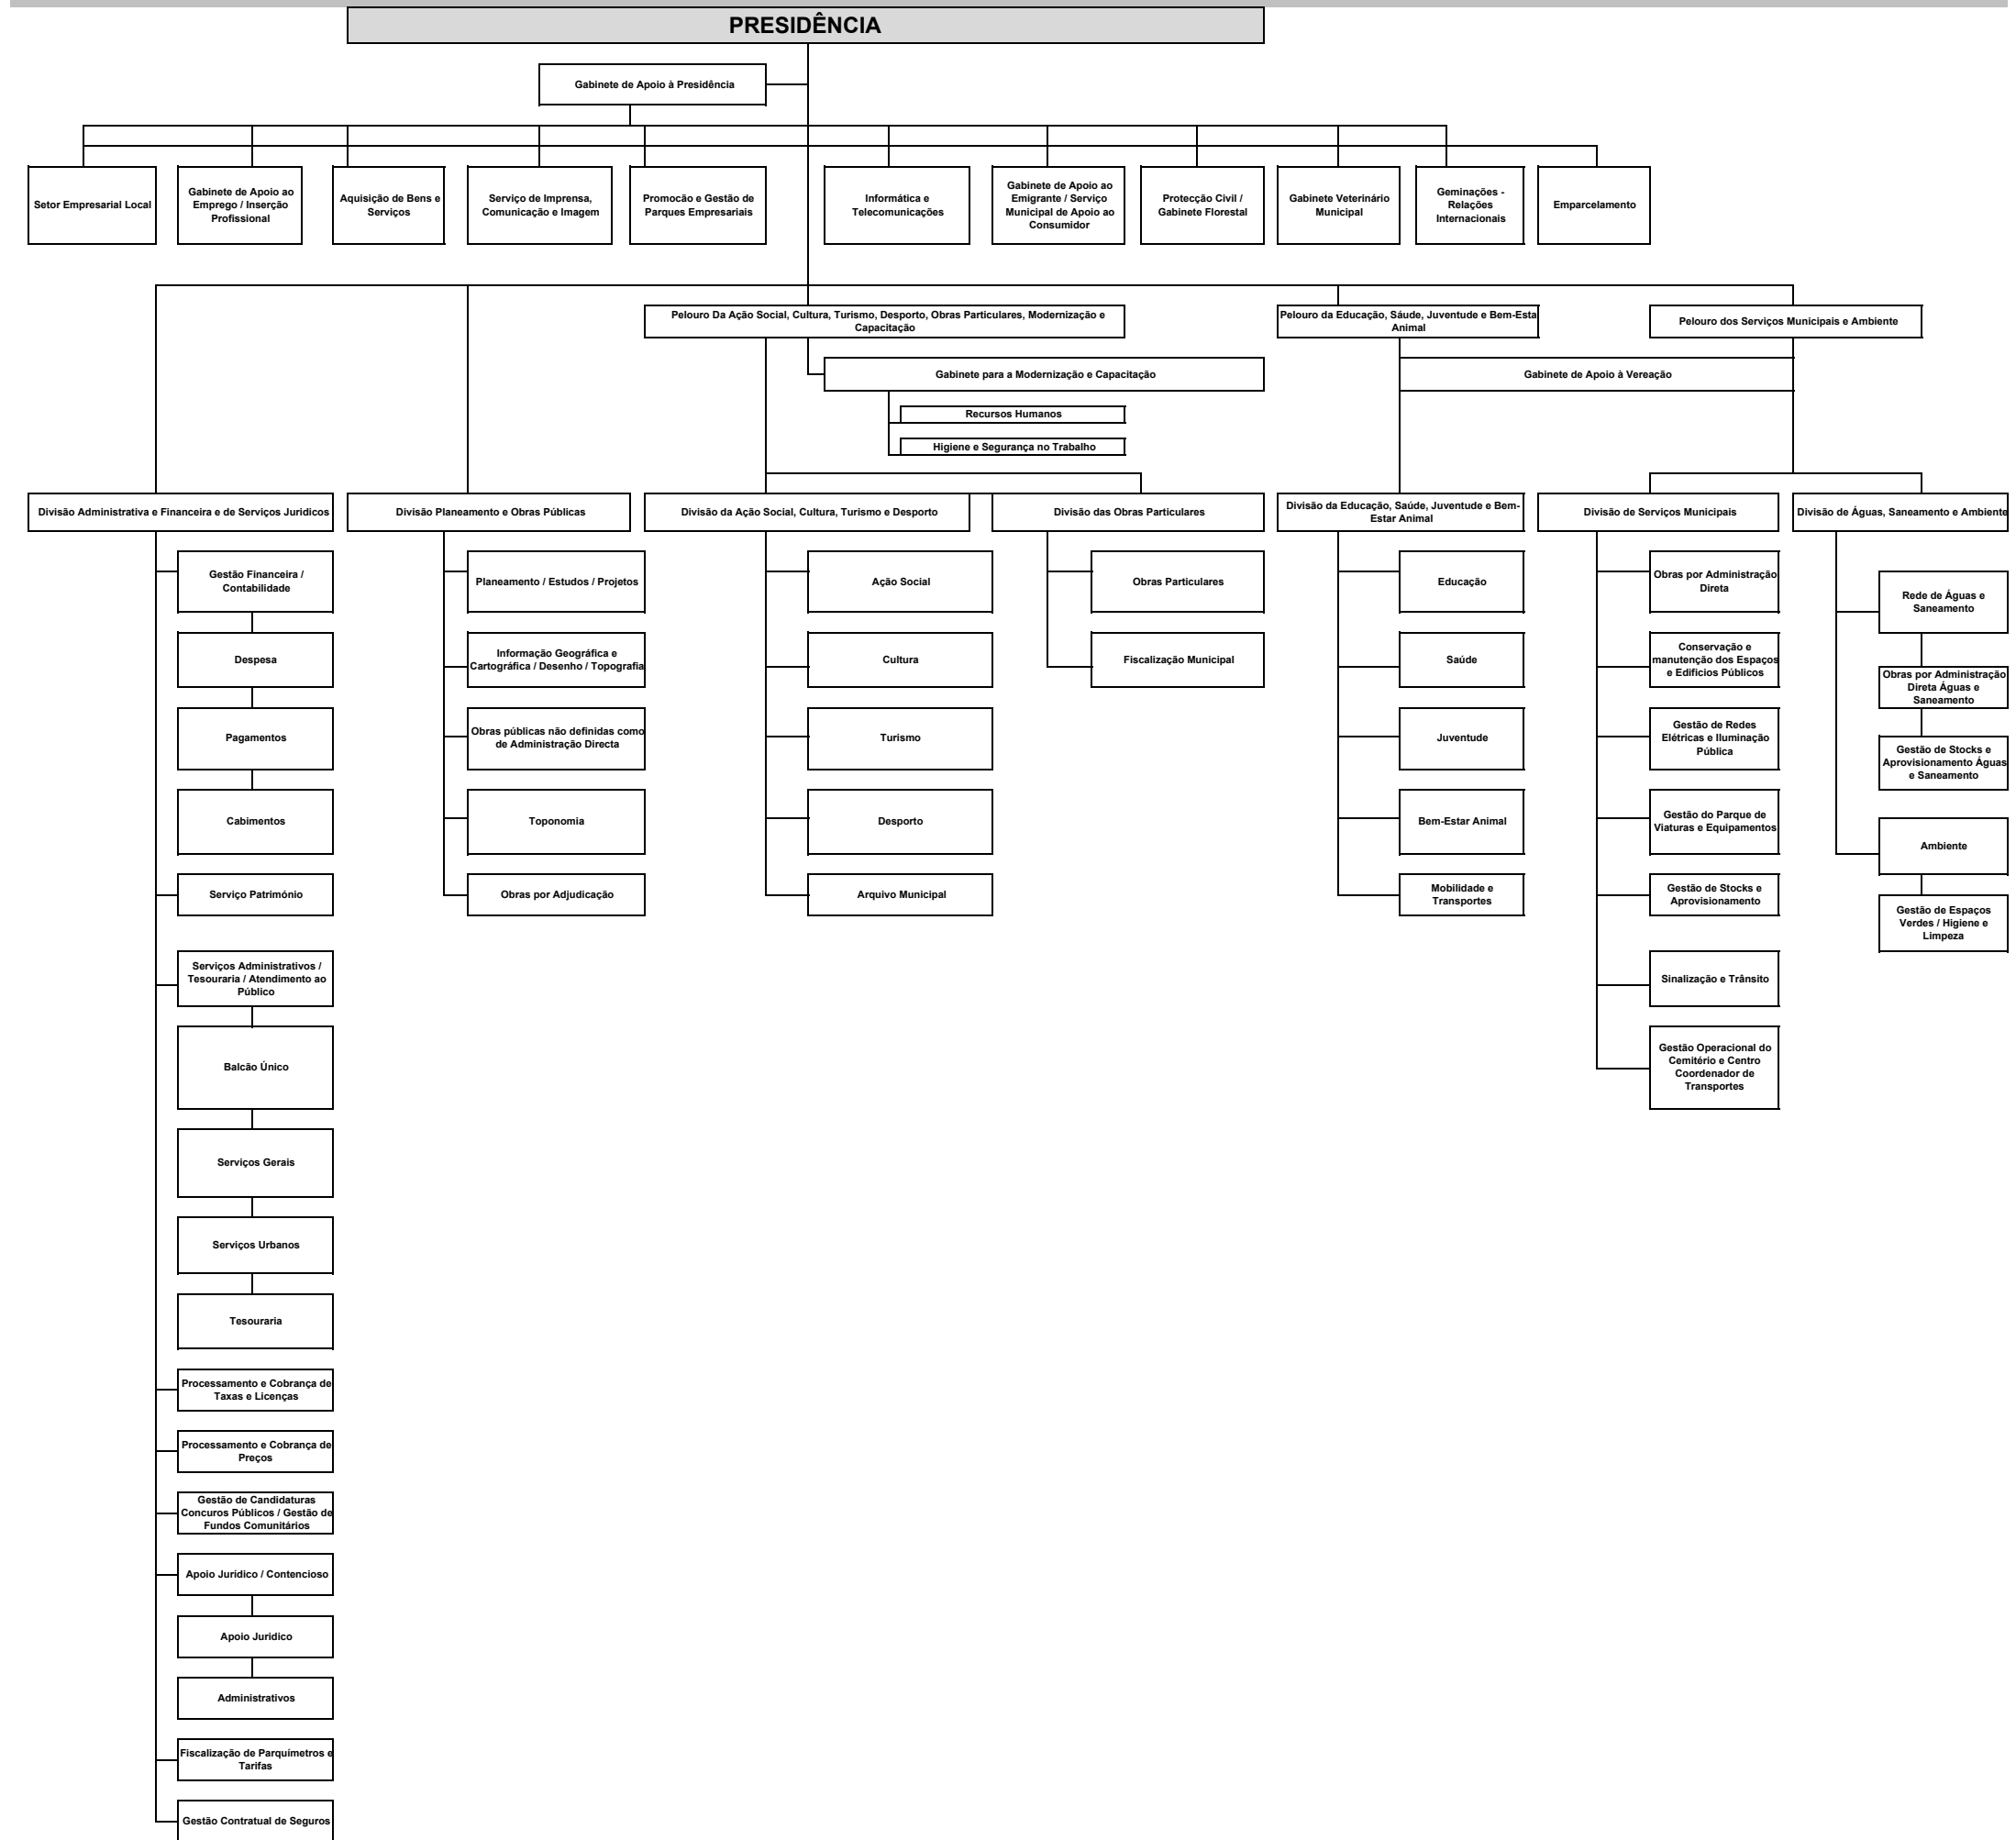 PRESIDÊNCIA
Gabinete de Apoio à Presidência
Setor Empresarial Local
Gabinete de Apoio ao
Emprego / Inserção
Profissional
Aquisição de Bens e
Serviços
Serviço de Imprensa,
Comunicação e Imagem
Promocão e Gestão de
Parques Empresariais
Informática e
Telecomunicações
Gabinete de Apoio ao
Emigrante / Serviço
Municipal de Apoio ao
Consumidor
Protecção Civil /
Gabinete Florestal
Gabinete Veterinário
Municipal
Geminações -
Relações
Internacionais
Emparcelamento
Pelouro Da Ação Social, Cultura, Turismo, Desporto, Obras Particulares, Modernização e
Capacitação
Pelouro da Educação, Sáude, Juventude e Bem-Esta
Animal
Pelouro dos Serviços Municipais e Ambiente
Gabinete para a Modernização e Capacitação
Gabinete de Apoio à Vereação
Recursos Humanos
Higiene e Segurança no Trabalho
Divisão Administrativa e Financeira e de Serviços Juridicos
Divisão Planeamento e Obras Públicas
Divisão da Ação Social, Cultura, Turismo e Desporto
Divisão das Obras Particulares
Divisão da Educação, Saúde, Juventude e Bem-
Estar Animal
Divisão de Serviços Municipais
Divisão de Águas, Saneamento e Ambiente
Gestão Financeira /
Contabilidade
Despesa
Pagamentos
Cabimentos
Serviço Património
Serviços Administrativos /
Tesouraria / Atendimento ao
Público
Balcão Único
Serviços Gerais
Serviços Urbanos
Tesouraria
Processamento e Cobrança de
Taxas e Licenças
Processamento e Cobrança de
Preços
Gestão de Candidaturas
Concuros Públicos / Gestão de
Fundos Comunitários
Apoio Jurídico / Contencioso
Apoio Juridico
Administrativos
Fiscalização de Parquímetros e
Tarifas
Gestão Contratual de Seguros
Planeamento / Estudos / Projetos
Informação Geográfica e
Cartográfica / Desenho / Topografia
Obras públicas não definidas como
de Administração Directa
Toponomia
Obras por Adjudicação
Ação Social
Cultura
Turismo
Desporto
Arquivo Municipal
Obras Particulares
Fiscalização Municipal
Educação
Saúde
Juventude
Bem-Estar Animal
Mobilidade e
Transportes
Obras por Administração
Direta
Conservação e
manutenção dos Espaços
e Edificios Públicos
Gestão de Redes
Elétricas e Iluminação
Pública
Gestão do Parque de
Viaturas e Equipamentos
Gestão de Stocks e
Aprovisionamento
Sinalização e Trânsito
Gestão Operacional do
Cemitério e Centro
Coordenador de
Transportes
Rede de Águas e
Saneamento
Obras por Administração
Direta Águas e
Saneamento
Gestão de Stocks e
Aprovisionamento Águas
e Saneamento
Ambiente
Gestão de Espaços
Verdes / Higiene e
Limpeza